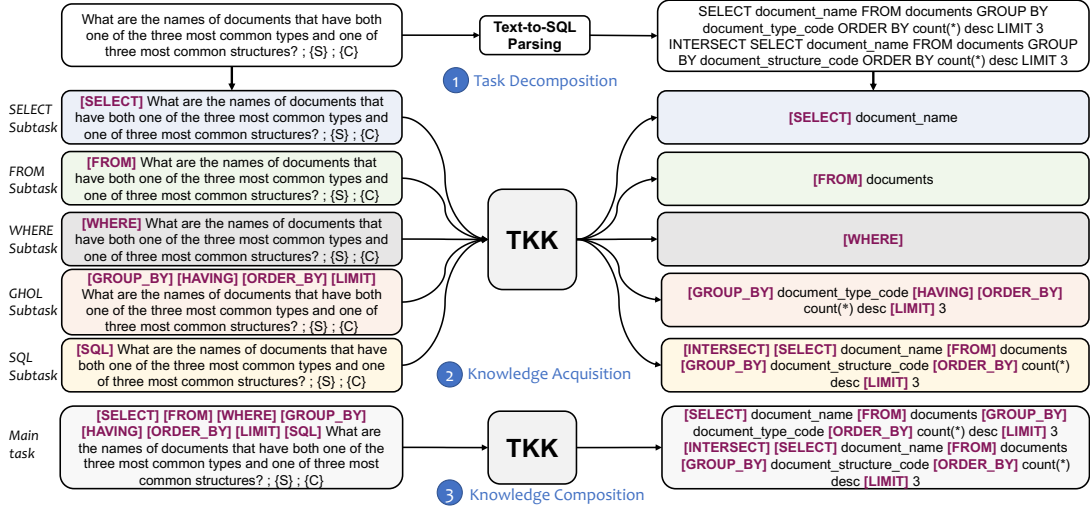 What are the names of documents that have both
one of the three most common types and one of
three most common structures? ; {S} ; {C}
Text-to-SQL
Parsing
SELECT document_name FROM documents GROUP BY
document_type_code ORDER BY count(*) desc LIMIT 3
INTERSECT SELECT document_name FROM documents GROUP
BY document_structure_code ORDER BY count(*) desc LIMIT 3
1 Task Decomposition
SELECT
Subtask
[SELECT] What are the names of documents that
have both one of the three most common types and
one of three most common structures? ; {S} ; {C}
[SELECT] document_name
FROM
Subtask
[FROM] What are the names of documents that
have both one of the three most common types and
one of three most common structures? ; {S} ; {C}
[FROM] documents
WHERE
Subtask
[WHERE] What are the names of documents that
have both one of the three most common types and
one of three most common structures? ; {S} ; {C}
TKK
[WHERE]
GHOL
Subtask
[GROUP_BY] [HAVING] [ORDER_BY] [LIMIT]
What are the names of documents that have both
one of the three most common types and one of
three most common structures? ; {S} ; {C}
[GROUP_BY] document_type_code [HAVING] [ORDER_BY]
count(*) desc [LIMIT] 3
SQL
Subtask
[SQL] What are the names of documents that have
both one of the three most common types and one
of three most common structures? ; {S} ; {C}
2 Knowledge Acquisition
[INTERSECT] [SELECT] document_name [FROM] documents
[GROUP_BY] document_structure_code [ORDER_BY] count(*)
desc [LIMIT] 3
Main
task
[SELECT] [FROM] [WHERE] [GROUP_BY]
[HAVING] [ORDER_BY] [LIMIT] [SQL] What
are the names of documents that have both one of the
three most common types and one of three most
common structures? ; {S} ; {C}
TKK
3 Knowledge Composition
[SELECT] document_name [FROM] documents [GROUP_BY]
document_type_code [ORDER_BY] count(*) desc [LIMIT] 3
[INTERSECT] [SELECT] document_name [FROM] documents
[GROUP_BY] document_structure_code [ORDER_BY] count(*)
desc [LIMIT] 3